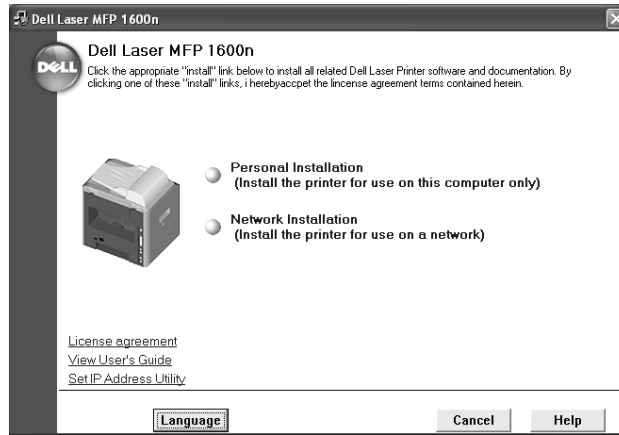 Dell Laser MFP 1600n
DELL
Dell Laser MFP 1600n
Click the appropriate "install" link below to install all related Dell Laser Printer software and documentation. By
clicking one of these "install" links, i herebyaccpet the lincense agreement terms contained herein.
Personal Installation
(Install the printer for use on this computer only)
Network Installation
(Install the printer for use on a network)
License agreement
View User's Guide
Set IP Address Utility
Language
Cancel
Help